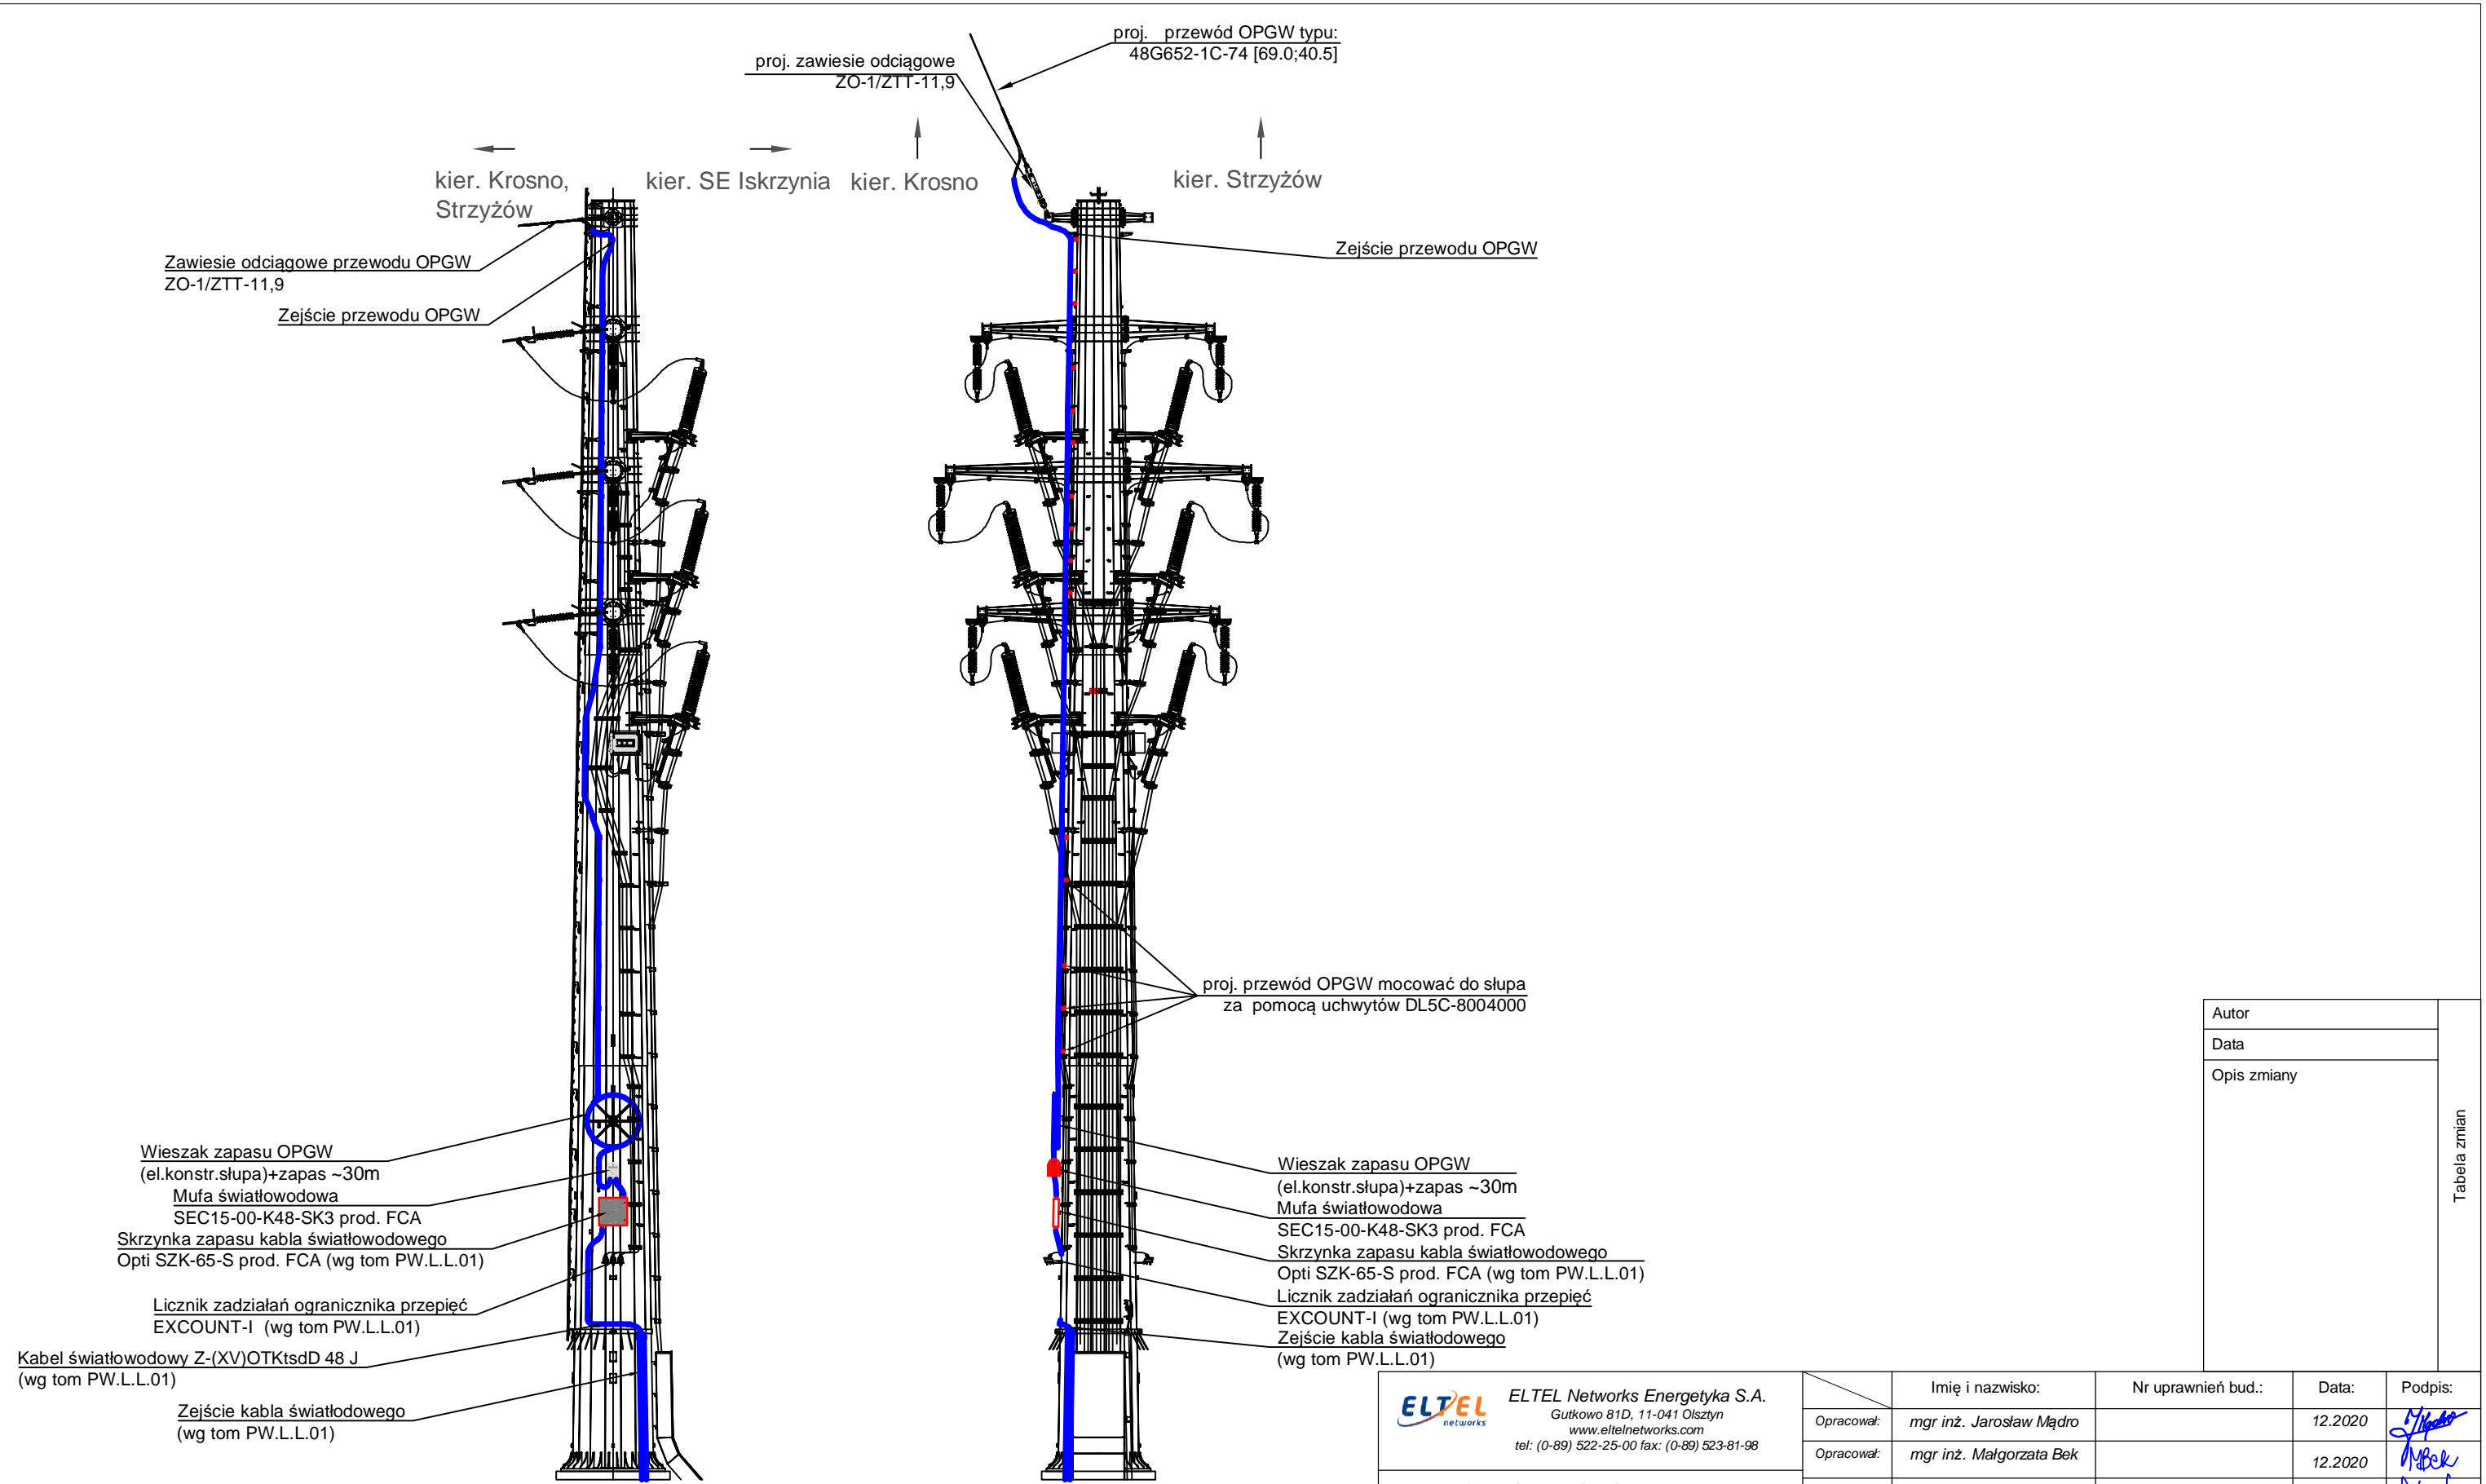 proj. przewód OPGW typu:
48G652-1C-74 [69.0;40.5]
proj. zawiesie odciągowe
ZO-1/ZTT-11,9
kier. Krosno,
Strzyżów
kier. SE Iskrzynia
kier. Krosno
kier. Strzyżów
Zawiesie odciągowe przewodu OPGW
ZO-1/ZTT-11,9
Zejście przewodu OPGW
Zejście przewodu OPGW
proj. przewód OPGW mocować do słupa
za pomocą uchwytów DL5C-8004000
Wieszak zapasu OPGW
(el.konstr.słupa)+zapas ~30m
Mufa światłowodowa
SEC15-00-K48-SK3 prod. FCA
Skrzynka zapasu kabla światłowodowego
Opti SZK-65-S prod. FCA (wg tom PW.L.L.01)
Licznik zadziałań ogranicznika przepięć
EXCOUNT-I (wg tom PW.L.L.01)
Kabel światłowodowy Z-(XV)OTKtsdD 48 J
(wg tom PW.L.L.01)
Zejście kabla światłodowego
(wg tom PW.L.L.01)
Wieszak zapasu OPGW
(el.konstr.słupa)+zapas ~30m
Mufa światłowodowa
SEC15-00-K48-SK3 prod. FCA
Skrzynka zapasu kabla światłowodowego
Opti SZK-65-S prod. FCA (wg tom PW.L.L.01)
Licznik zadziałań ogranicznika przepięć
EXCOUNT-I (wg tom PW.L.L.01)
Zejście kabla światłodowego
(wg tom PW.L.L.01)
Autor
Data
Opis zmiany
Tabela zmian
ELTEL
networks
ELTEL Networks Energetyka S.A.
Gutkowo 81D, 11-041 Olsztyn
www.eltelnetworks.com
tel: (0-89) 522-25-00 fax: (0-89) 523-81-98
Imię i nazwisko:
Nr uprawnień bud.:
Data:
Podpis:
Opracował:
mgr inż. Jarosław Mądro
12.2020
Opracował:
mgr inż. Małgorzata Bek
12.2020
MBek